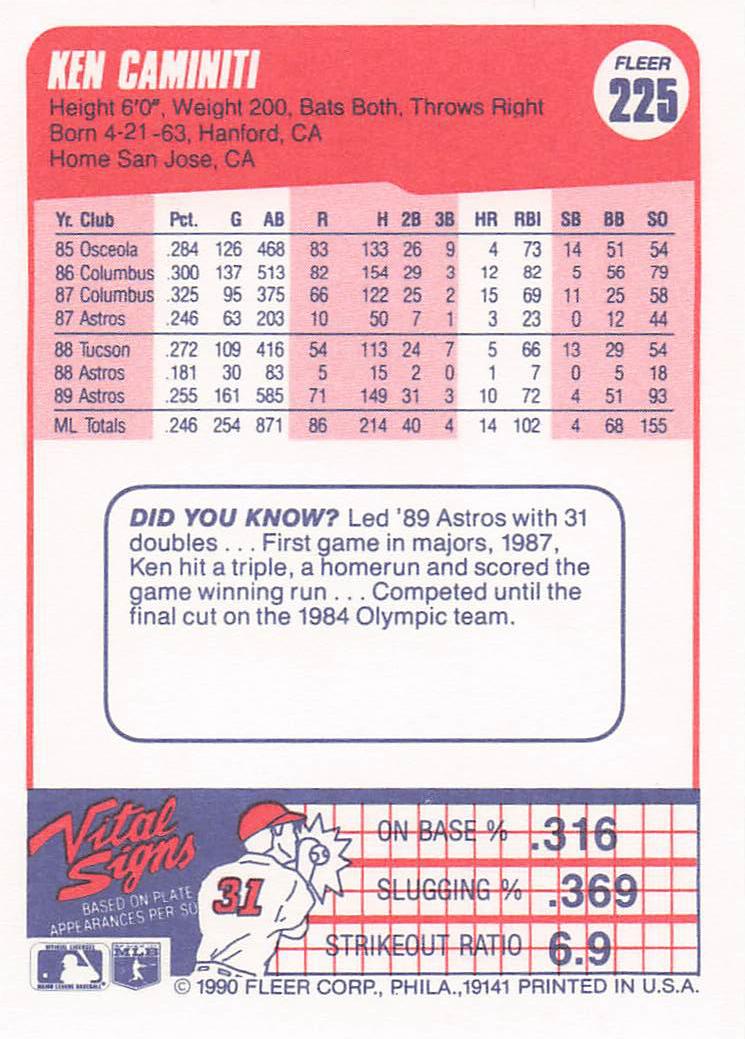 KEN CAMINITI
FLEER
225
Height 6'0", Weight 200, Bats Both, Throws Right
Born 4-21-63, Hanford, CA
Home San Jose, CA
Yr. Club Pct. G AB R H 2B 3B HR RBI SB BB SO
85 Osceola .284 126 468 83 133 26 9 4 73 14 51 54
86 Columbus .300 137 513 82 154 29 3 12 82 5 56 79
87 Columbus .325 95 375 66 122 25 2 15 69 11 25 58
87 Astros .246 63 203 10 50 7 1 3 23 0 12 44
88 Tucson .272 109 416 54 113 24 7 5 66 13 29 54
88 Astros .181 30 83 5 15 2 0 1 7 0 5 18
89 Astros .255 161 585 71 149 31 3 10 72 4 51 93
ML Totals .246 254 871 86 214 40 4 14 102 4 68 155
DID YOU KNOW? Led '89 Astros with 31
doubles . . . First game in majors, 1987,
Ken hit a triple, a homerun and scored the
game winning run . . . Competed until the
final cut on the 1984 Olympic team.
Vital
Signs
BASED ON PLATE
APPEARANCES PER SO
31
ON BASE % .316
SLUGGING % .369
STRIKEOUT RATIO 6.9
OFFICIAL LICENSEE
MAJOR LEAGUE BASEBALL
MLB
© 1990 FLEER CORP., PHILA.,19141 PRINTED IN U.S.A.